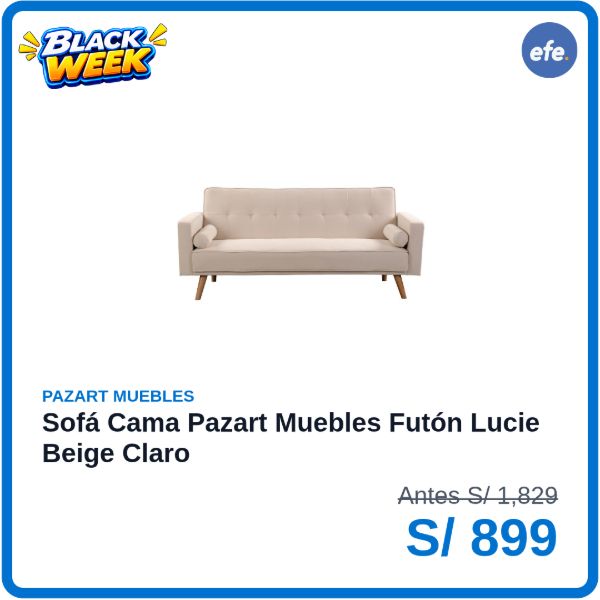 BLACK
WEEK
efe.
PAZART MUEBLES
Sofá Cama Pazart Muebles Futón Lucie
Beige Claro
Antes S/ 1,829
S/ 899